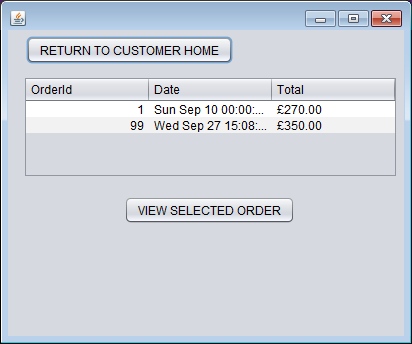 RETURN TO CUSTOMER HOME
OrderId Date Total
1 Sun Sep 10 00:00:... £270.00
99 Wed Sep 27 15:08:... £350.00
VIEW SELECTED ORDER